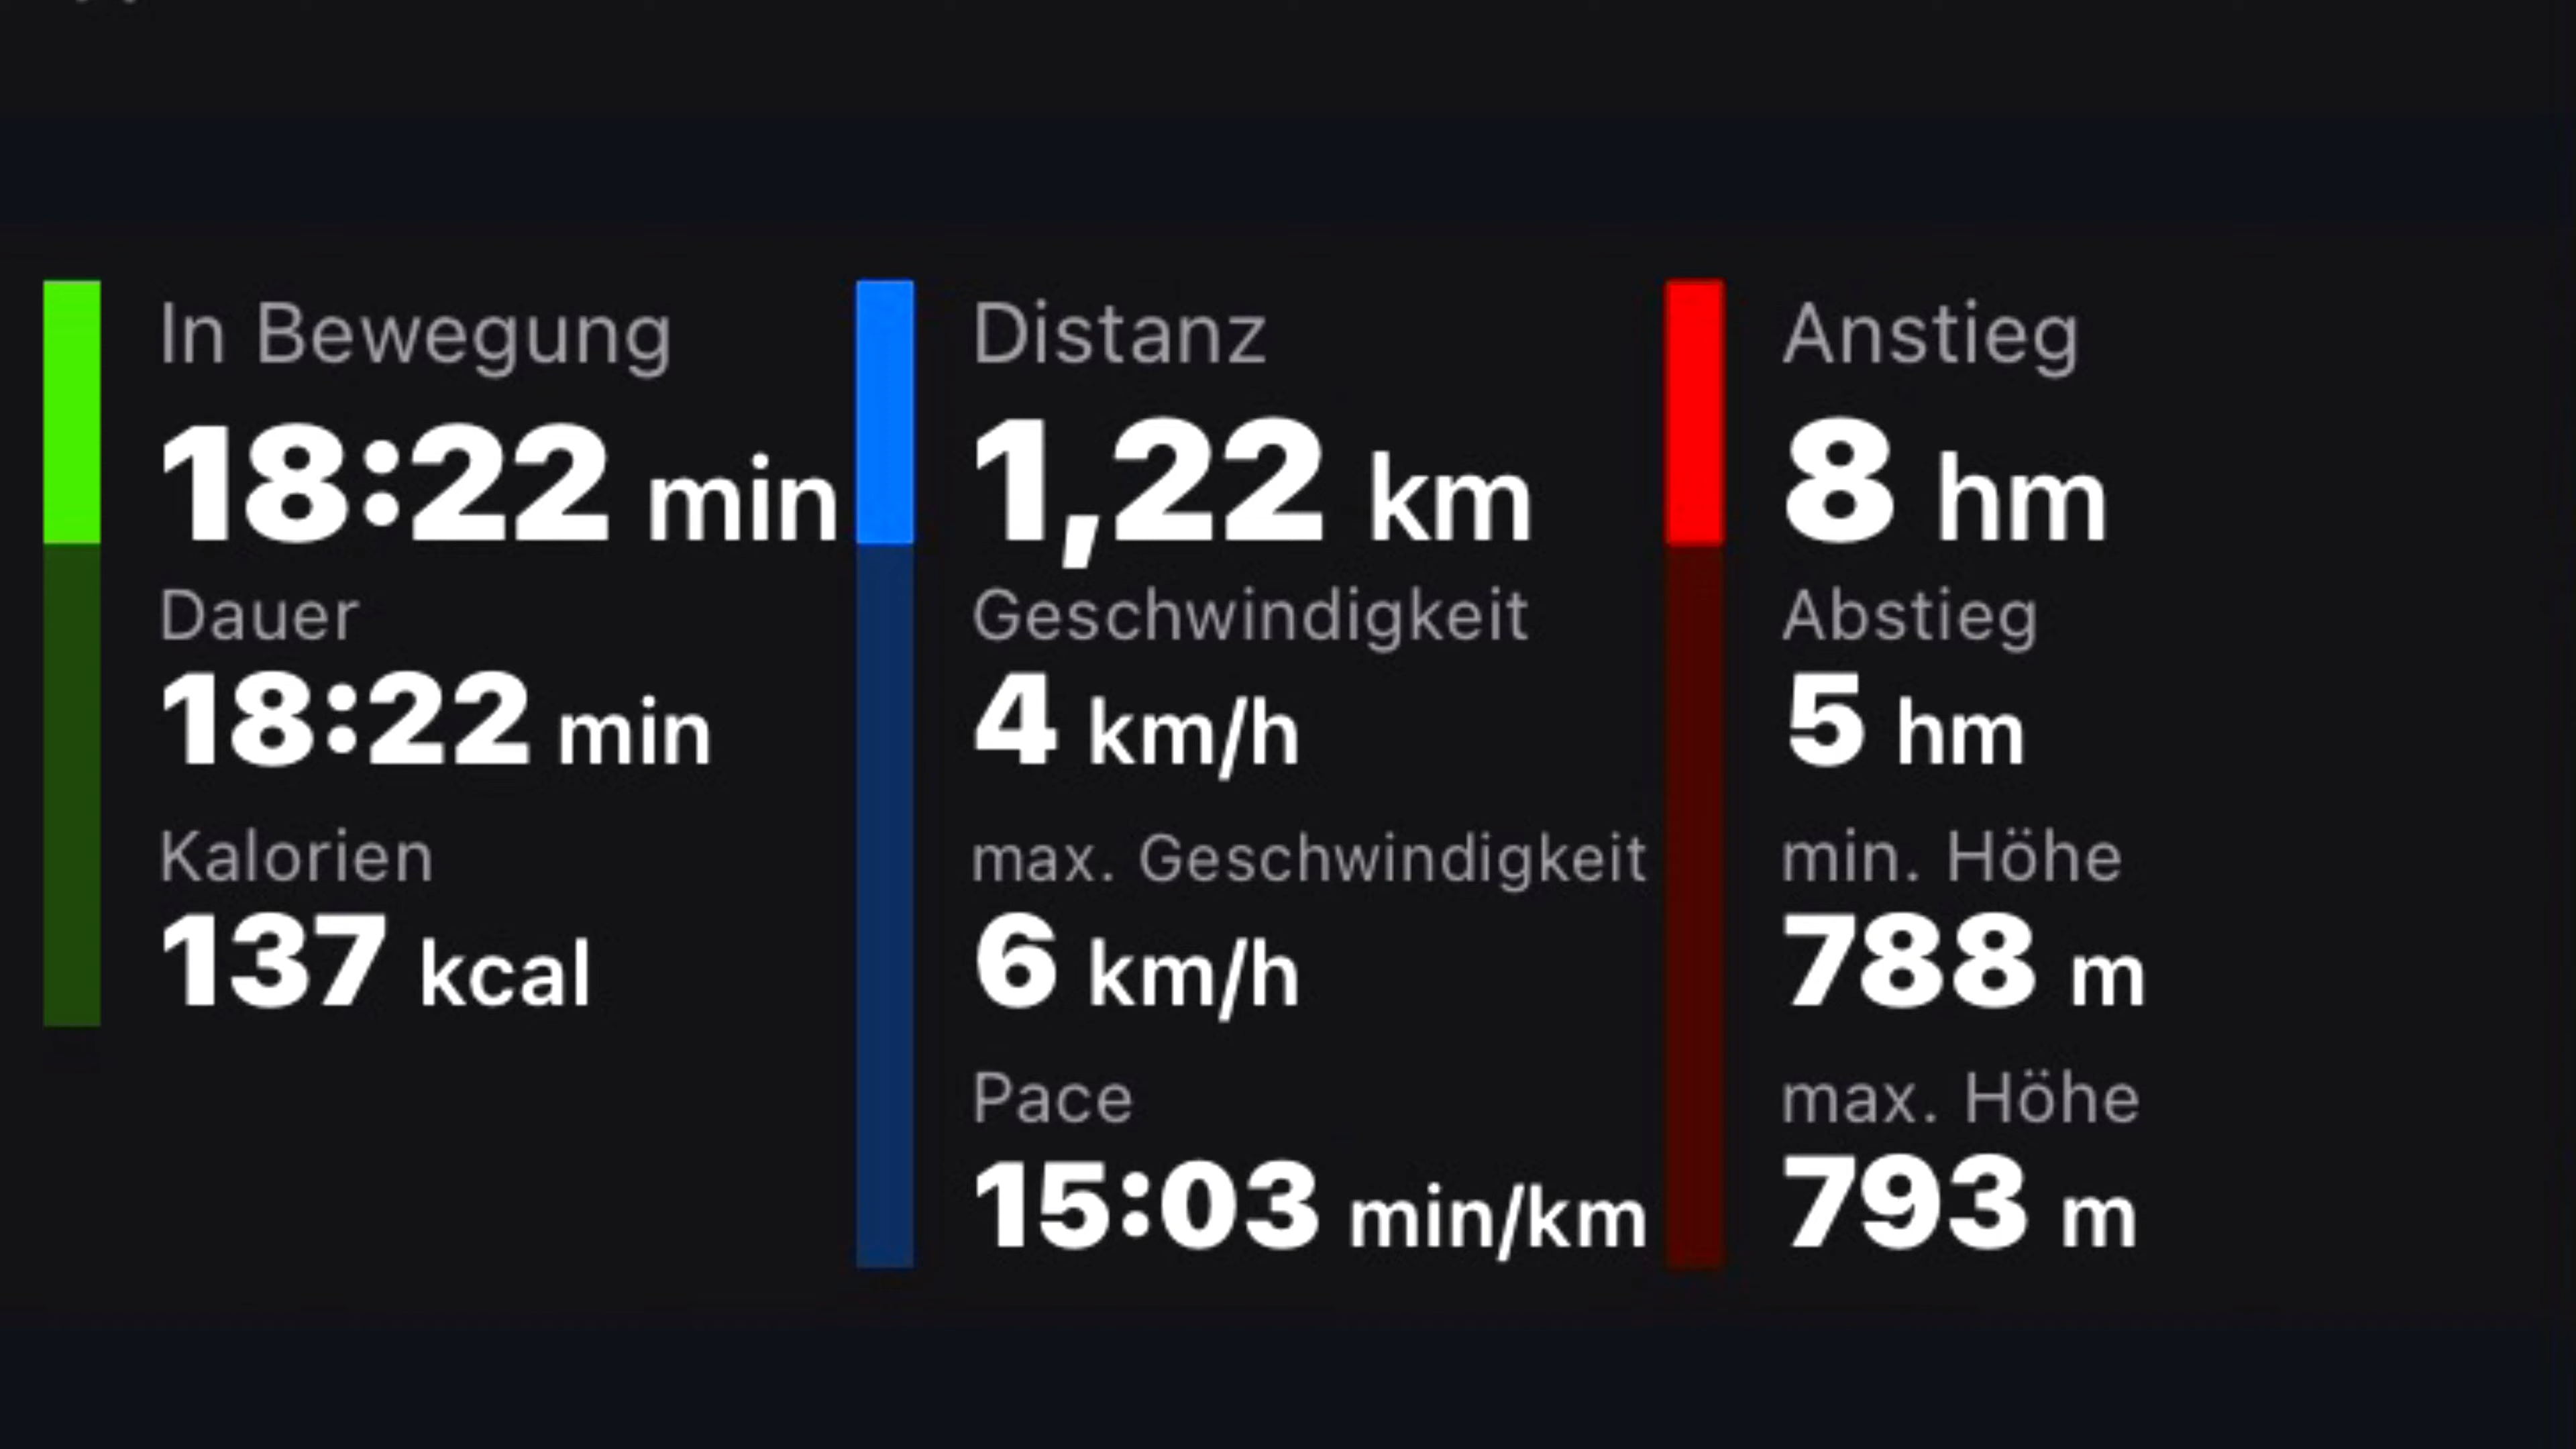 In Bewegung
18:22 min
Dauer
18:22 min
Kalorien
137 kcal
Distanz
1,22 km
Geschwindigkeit
4 km/h
max. Geschwindigkeit
6 km/h
Pace
15:03 min/km
Anstieg
8 hm
Abstieg
5 hm
min. Höhe
788 m
max. Höhe
793 m